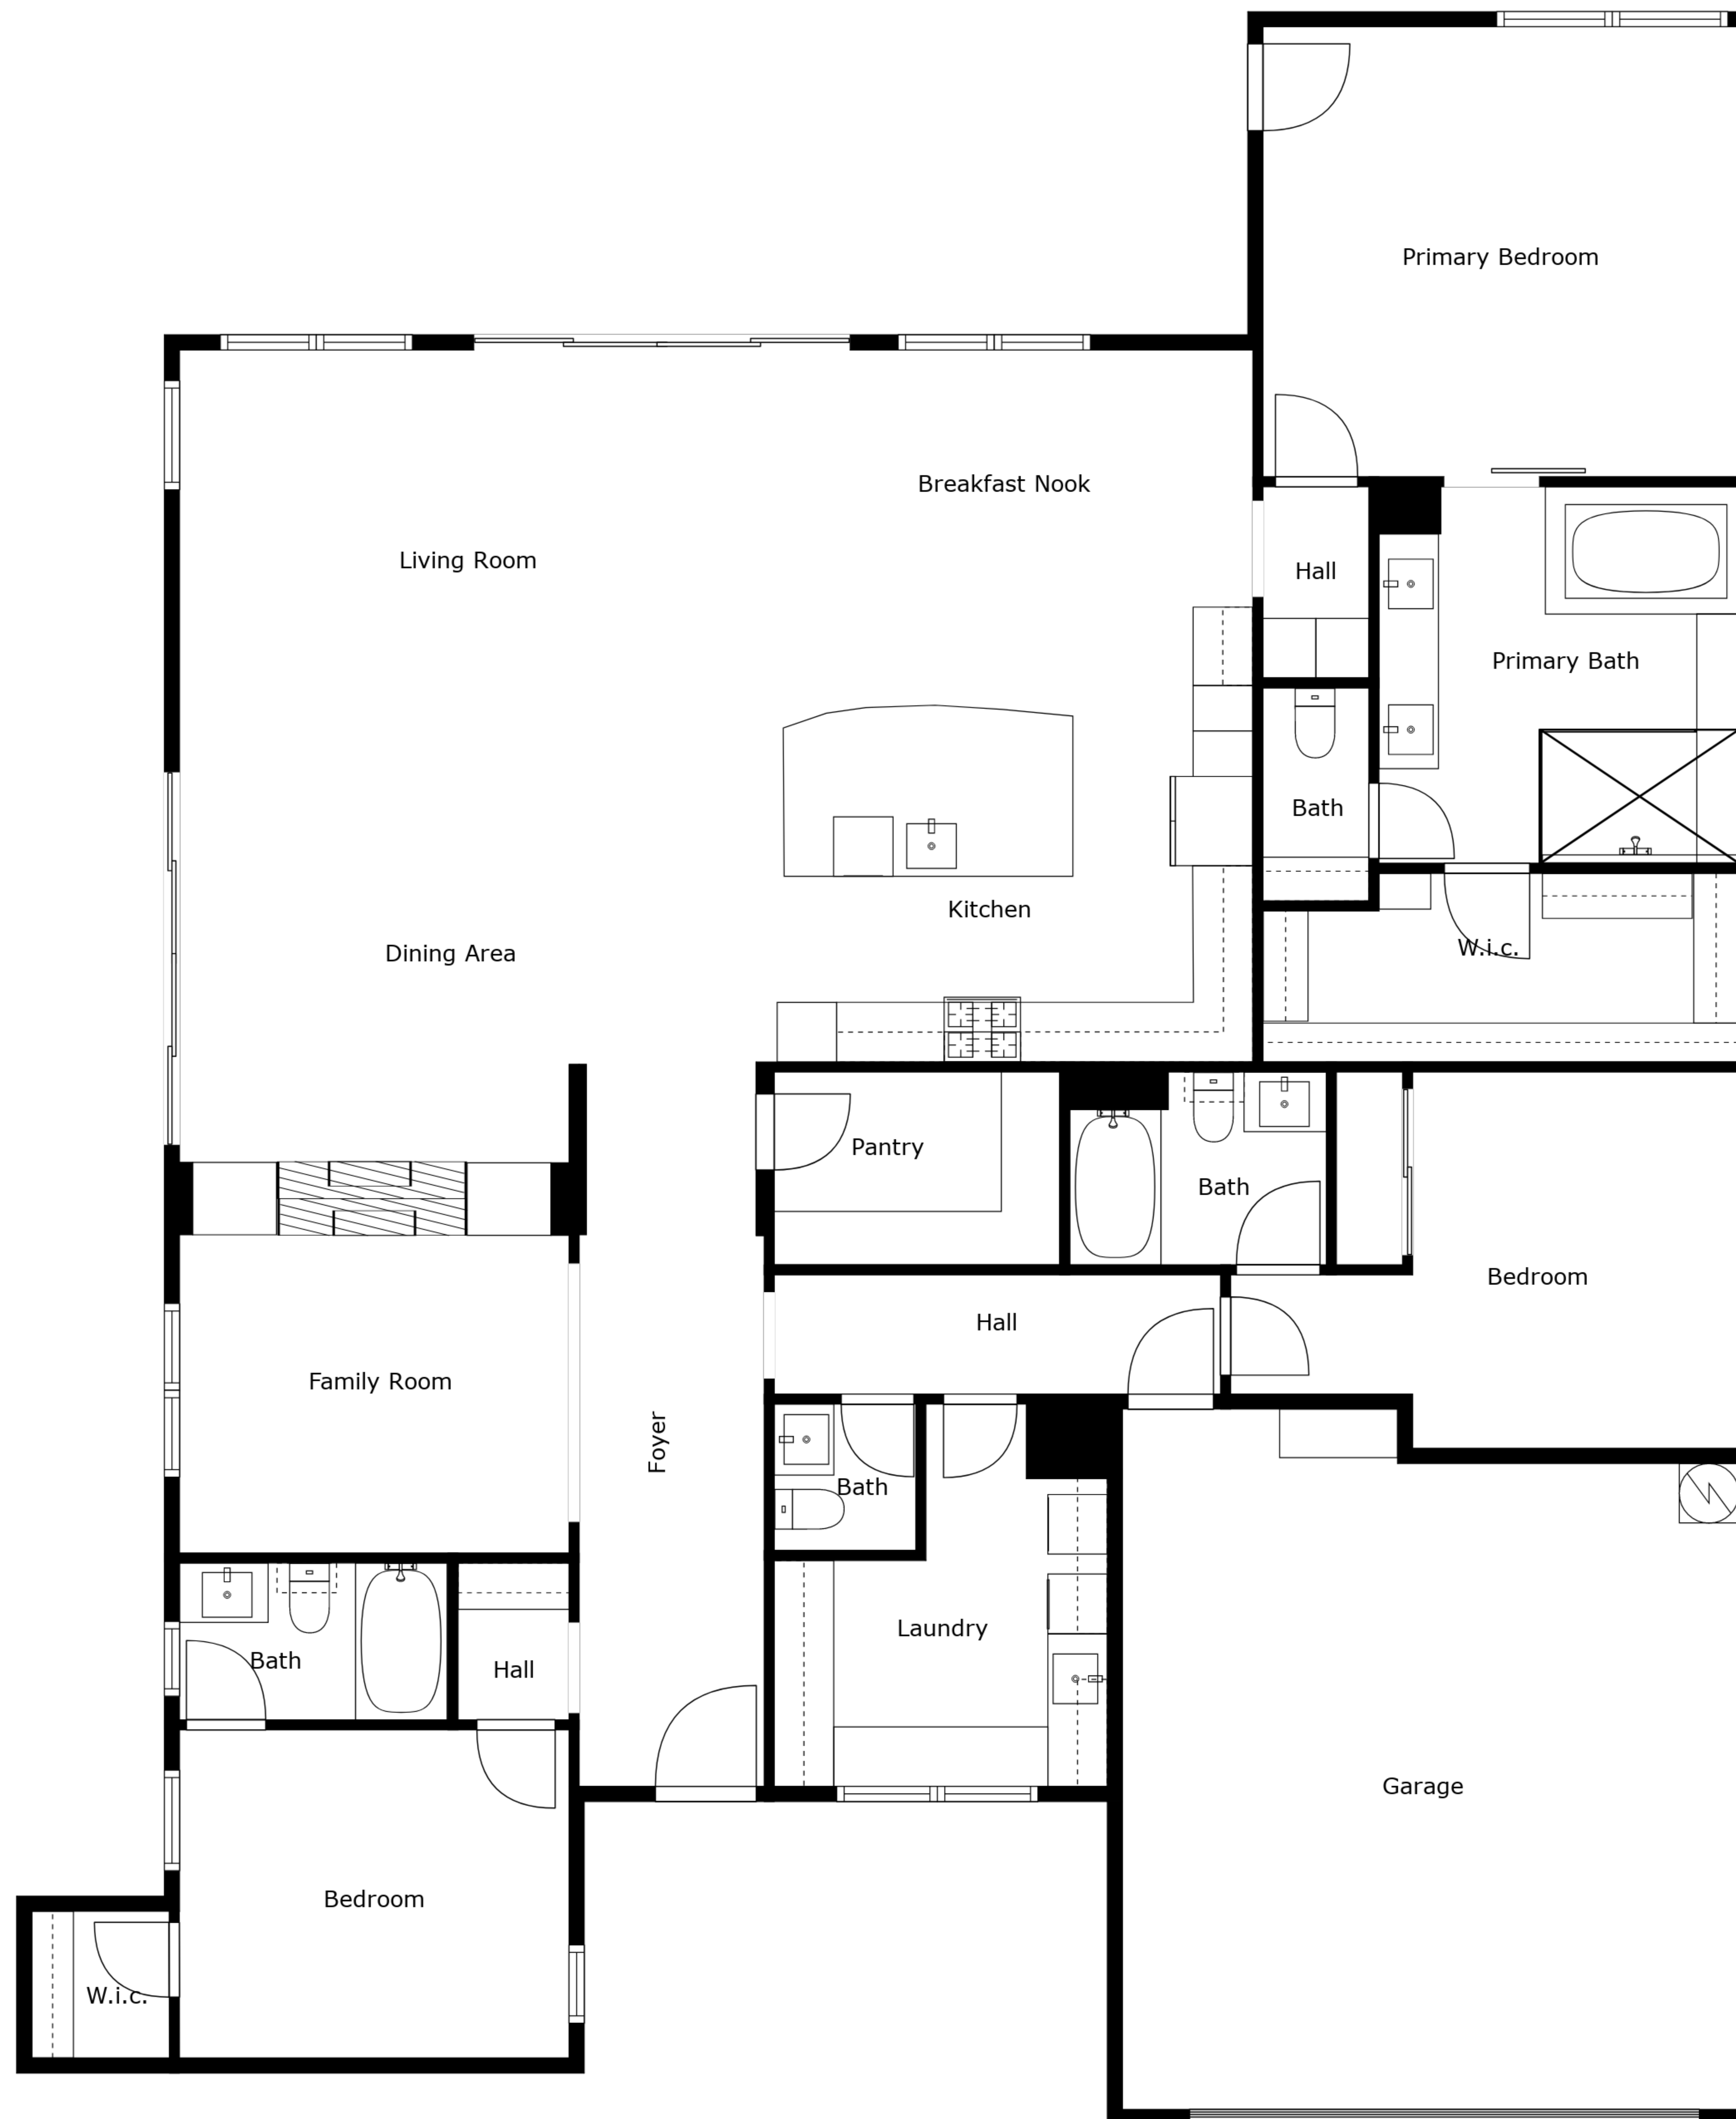 Primary Bedroom
Breakfast Nook
Living Room
Hall
Primary Bath
Bath
Kitchen
W.i.c.
Dining Area
Pantry
Bath
Bedroom
Hall
Family Room
Foyer
Bath
Laundry
Bath
Hall
Garage
Bedroom
W.i.c.